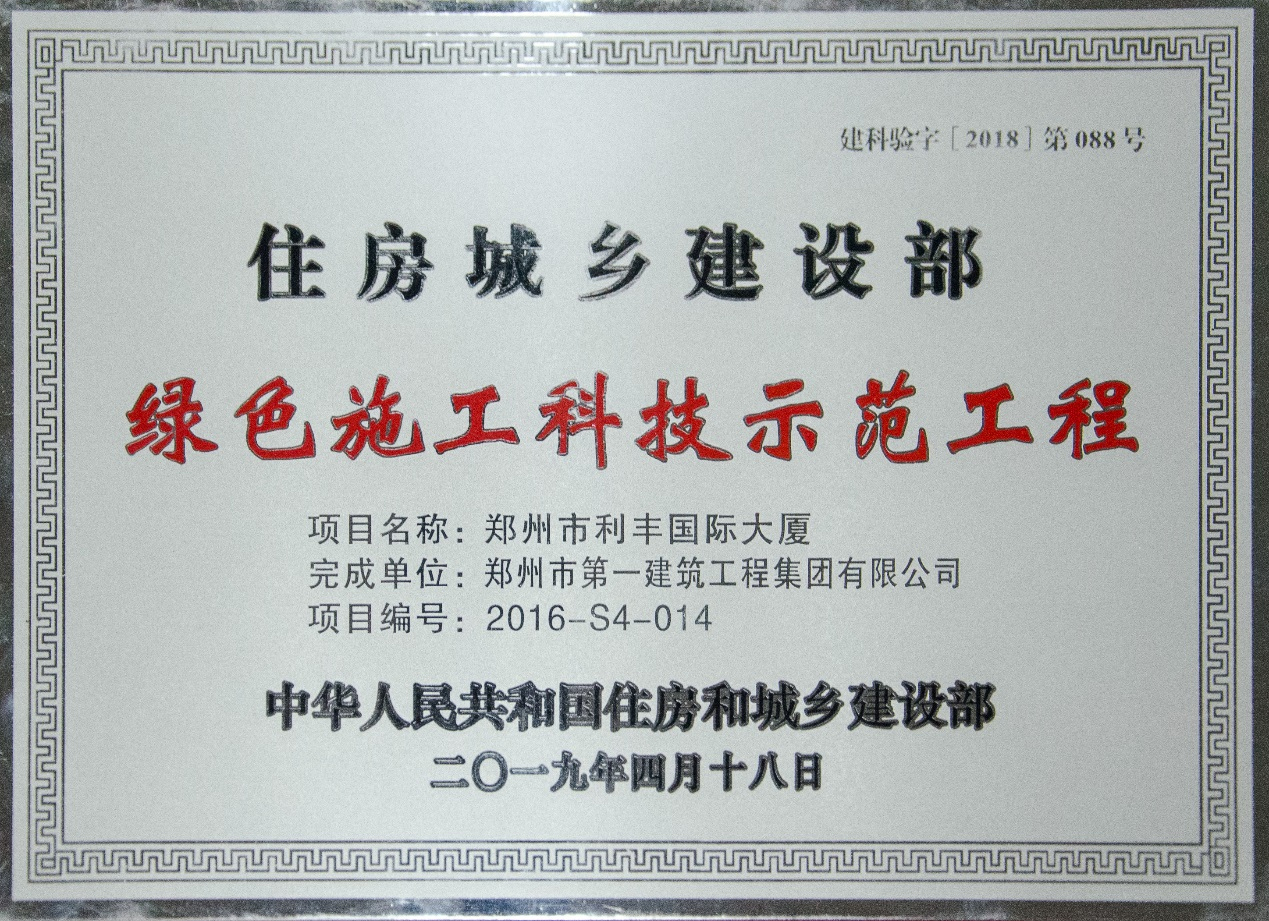 建科验字［2018］第088号
住房城乡建设部
绿色施工科技示范工程
项目名称：郑州市利丰国际大厦
完成单位：郑州市第一建筑工程集团有限公司
项目编号：2016-S4-014
中华人民共和国住房和城乡建设部
二〇一九年四月十八日